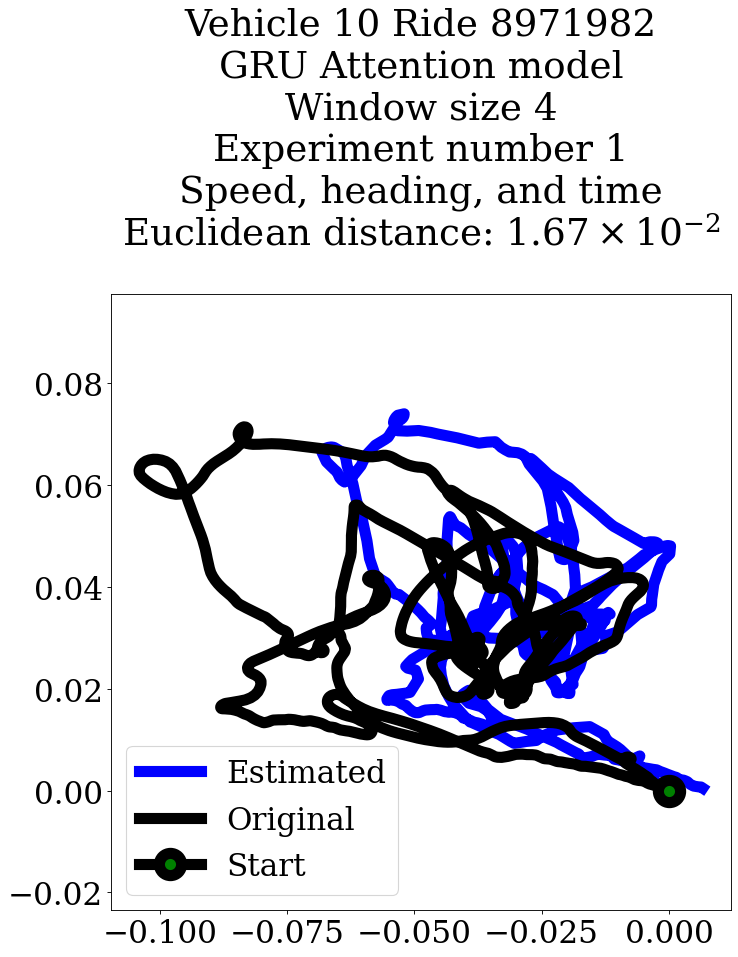 Vehicle 10 Ride 8971982
GRU Attention model
Window size 4
Experiment number 1
Speed, heading, and time
Euclidean distance: 1.67 × 10⁻²
0.08
0.06
0.04
0.02
0.00
−0.02
Estimated
Original
Start
−0.100 −0.075 −0.050 −0.025 0.000